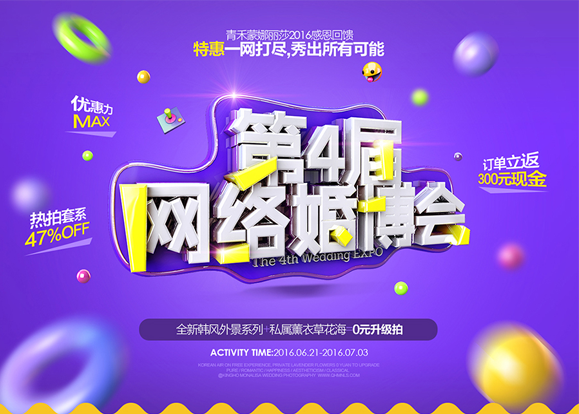 青禾蒙娜丽莎2016感恩回馈
特惠一网打尽,秀出所有可能
优惠力
MAX
第4届
网络婚博会
The 4th Wedding EXPO
订单立返
300元现金
热拍套系
47%OFF
全新韩风外景系列 私属薰衣草花海 0元升级拍
ACTIVITY TIME:2016.06.21-2016.07.03